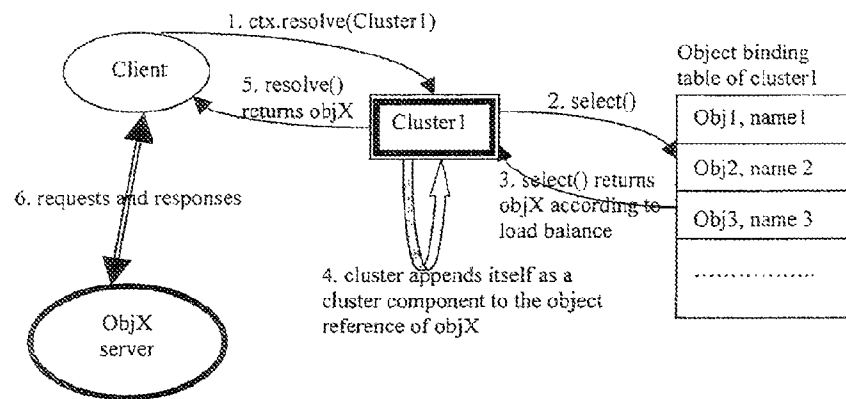 1. ctx.resolve(Cluster1)
Client
5. resolve()
returns objX
Cluster1
2. select()
Object binding
table of cluster1
Obj1, name1
Obj2, name 2
Obj3, name 3
..................
3. select() returns
objX according to
load balance
6. requests and responses
4. cluster appends itself as a
cluster component to the object
reference of objX
ObjX
server